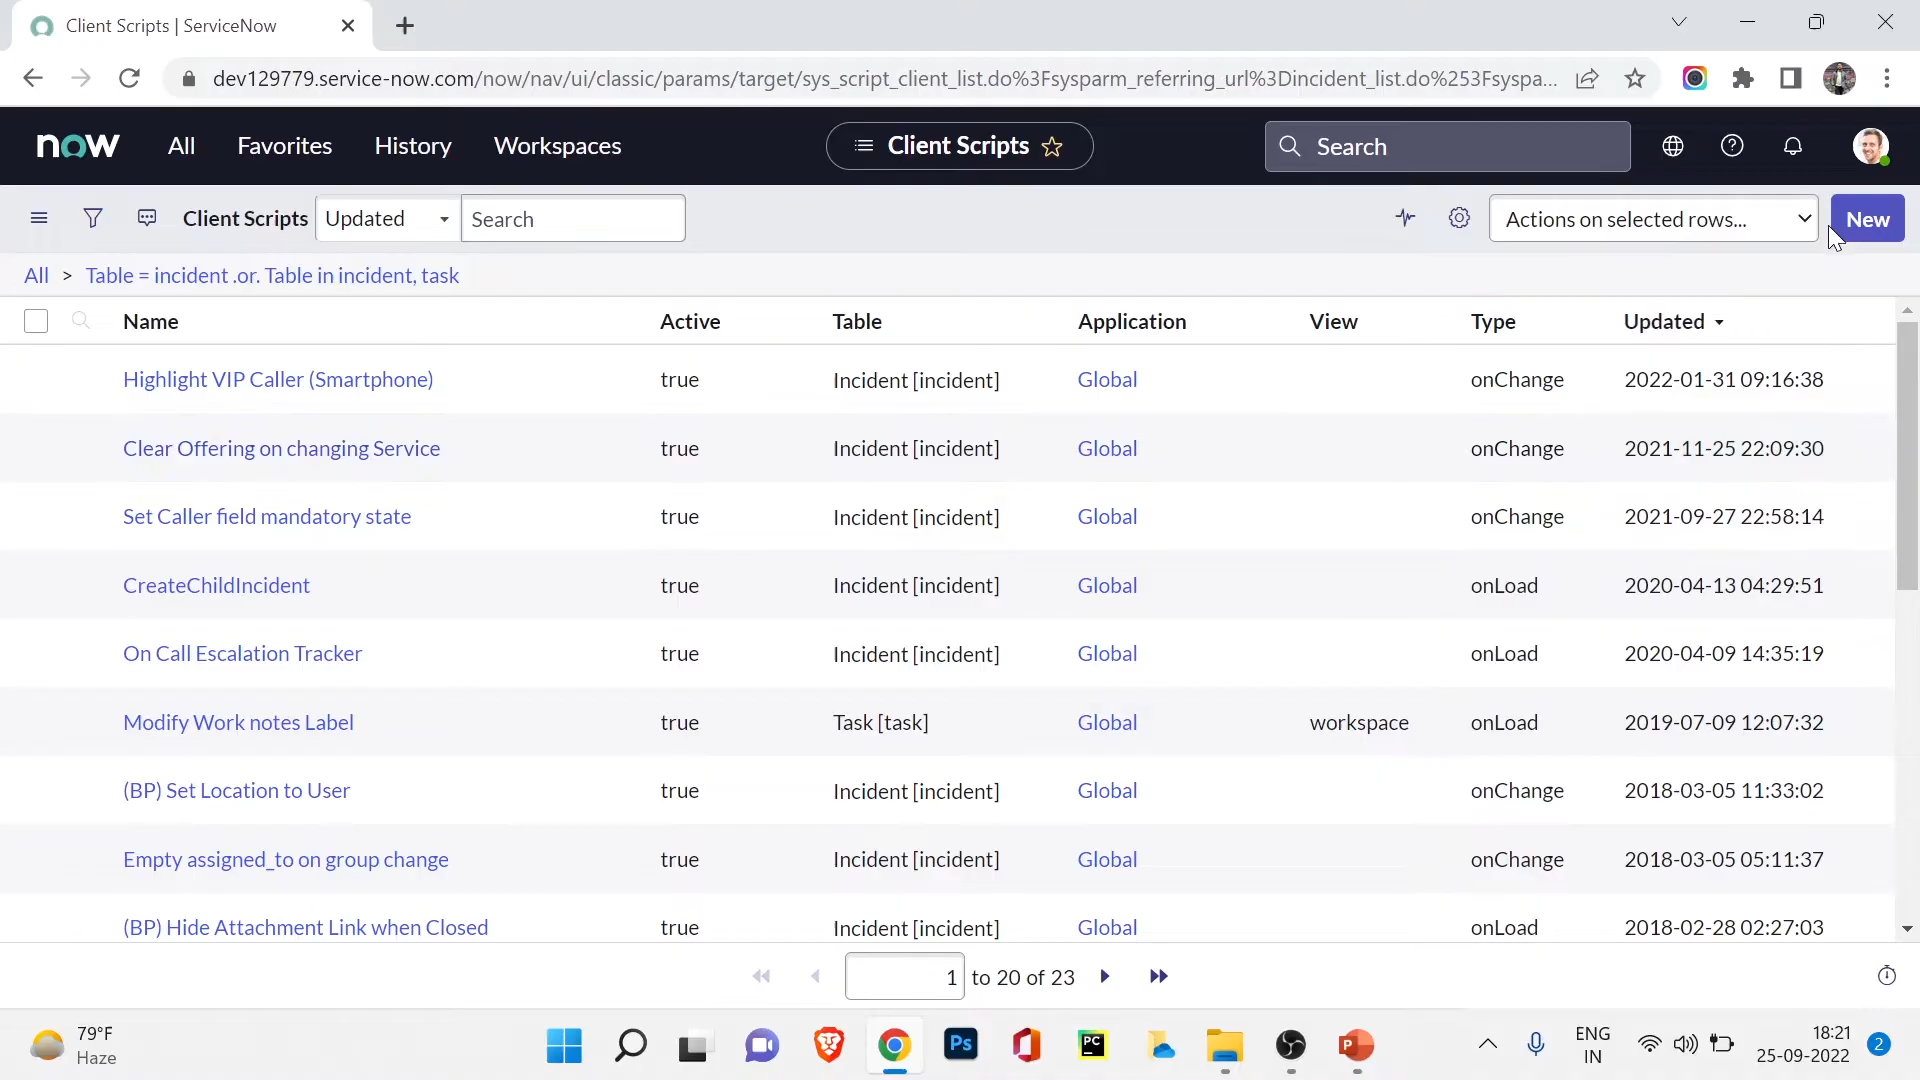 Client Scripts | ServiceNow
dev129779.service-now.com/now/nav/ui/classic/params/target/sys_script_client_list.do%3Fsysparm_referring_url%3Dincident_list.do%253Fsyspa...
now
All
Favorites
History
Workspaces
Client Scripts
Search
Client Scripts
Updated
Search
Actions on selected rows...
New
All > Table = incident .or. Table in incident, task
Name Active Table Application View Type Updated
Highlight VIP Caller (Smartphone) true Incident [incident] Global onChange 2022-01-31 09:16:38
Clear Offering on changing Service true Incident [incident] Global onChange 2021-11-25 22:09:30
Set Caller field mandatory state true Incident [incident] Global onChange 2021-09-27 22:58:14
CreateChildIncident true Incident [incident] Global onLoad 2020-04-13 04:29:51
On Call Escalation Tracker true Incident [incident] Global onLoad 2020-04-09 14:35:19
Modify Work notes Label true Task [task] Global workspace onLoad 2019-07-09 12:07:32
(BP) Set Location to User true Incident [incident] Global onChange 2018-03-05 11:33:02
Empty assigned_to on group change true Incident [incident] Global onChange 2018-03-05 05:11:37
(BP) Hide Attachment Link when Closed true Incident [incident] Global onLoad 2018-02-28 02:27:03
1 to 20 of 23
79°F
Haze
Ps
PC
P
ENG
IN
18:21
25-09-2022
2